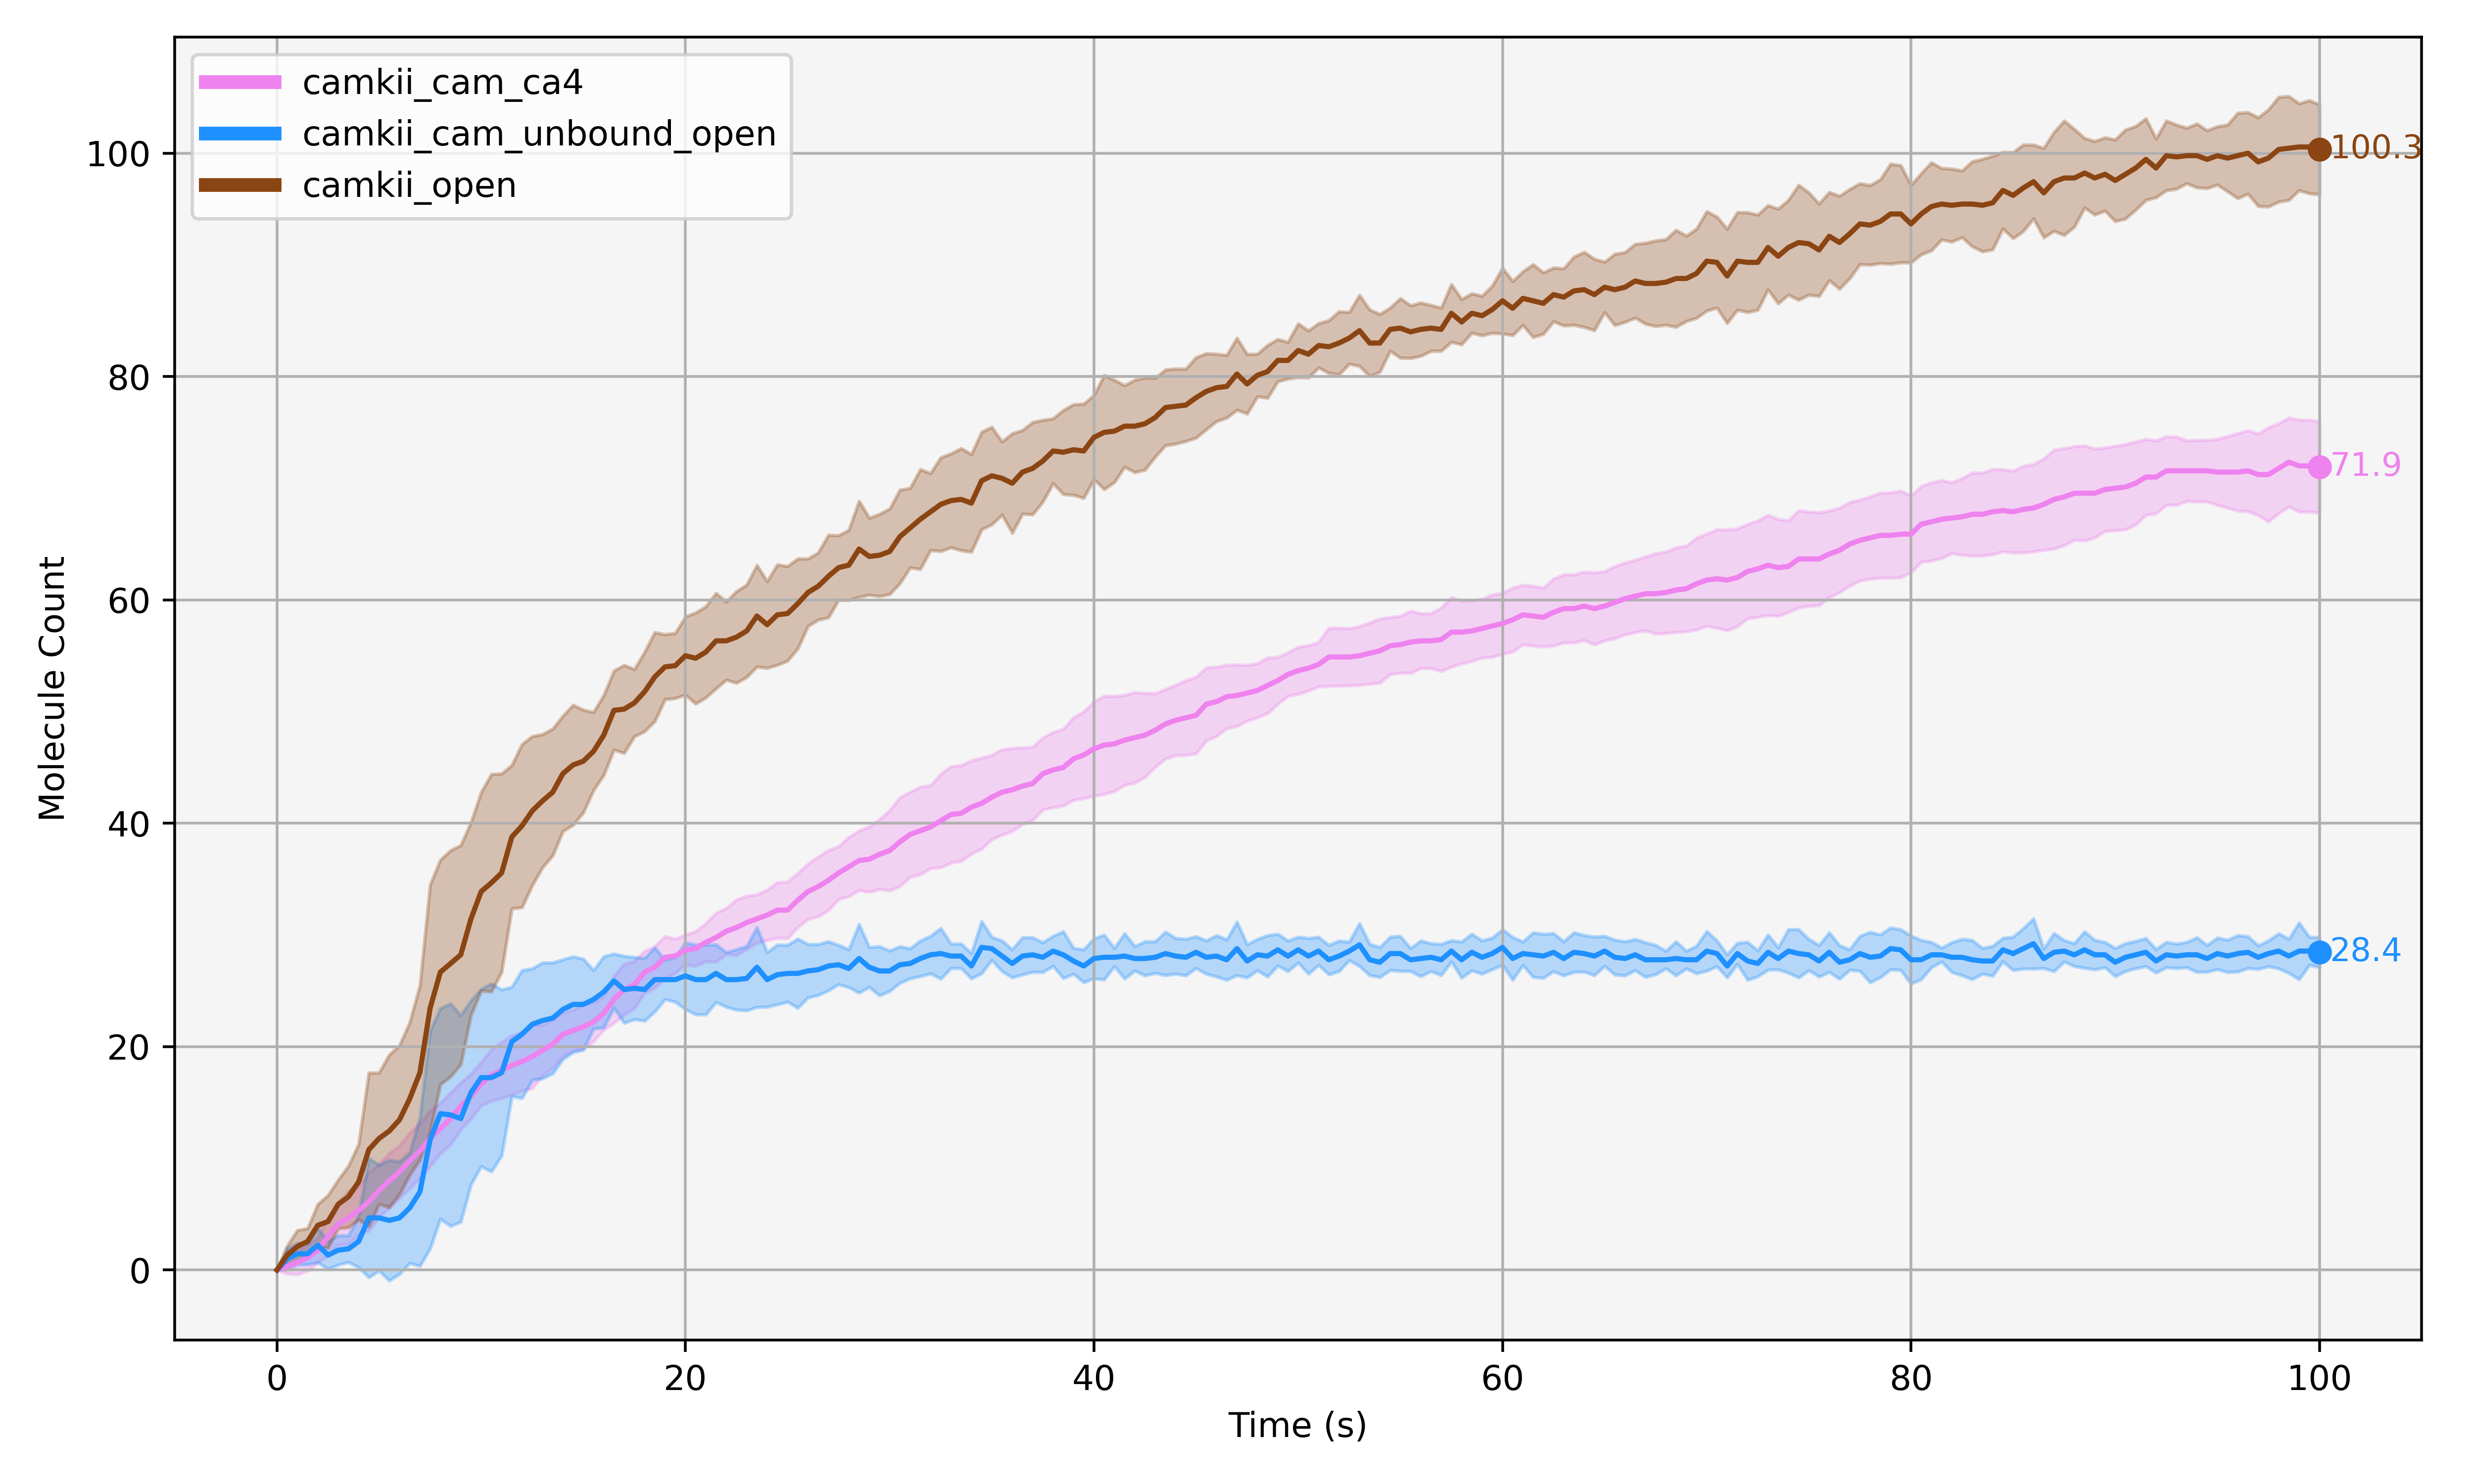 camkii_cam_ca4
camkii_cam_unbound_open
camkii_open
100
80
60
40
20
0
Molecule Count
100.3
71.9
28.4
0 20 40 60 80 100
Time (s)